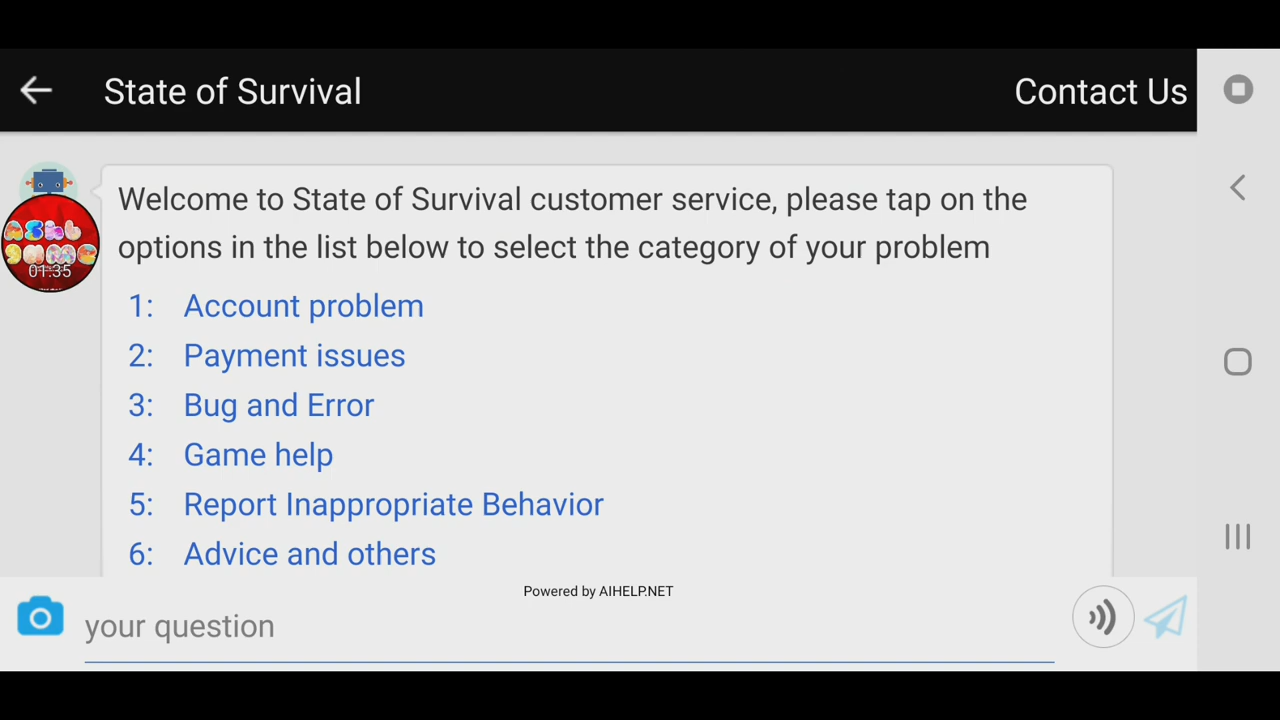 State of Survival
Contact Us
Welcome to State of Survival customer service, please tap on the
options in the list below to select the category of your problem
01:35
1: Account problem
2: Payment issues
3: Bug and Error
4: Game help
5: Report Inappropriate Behavior
6: Advice and others
Powered by AIHELP.NET
your question